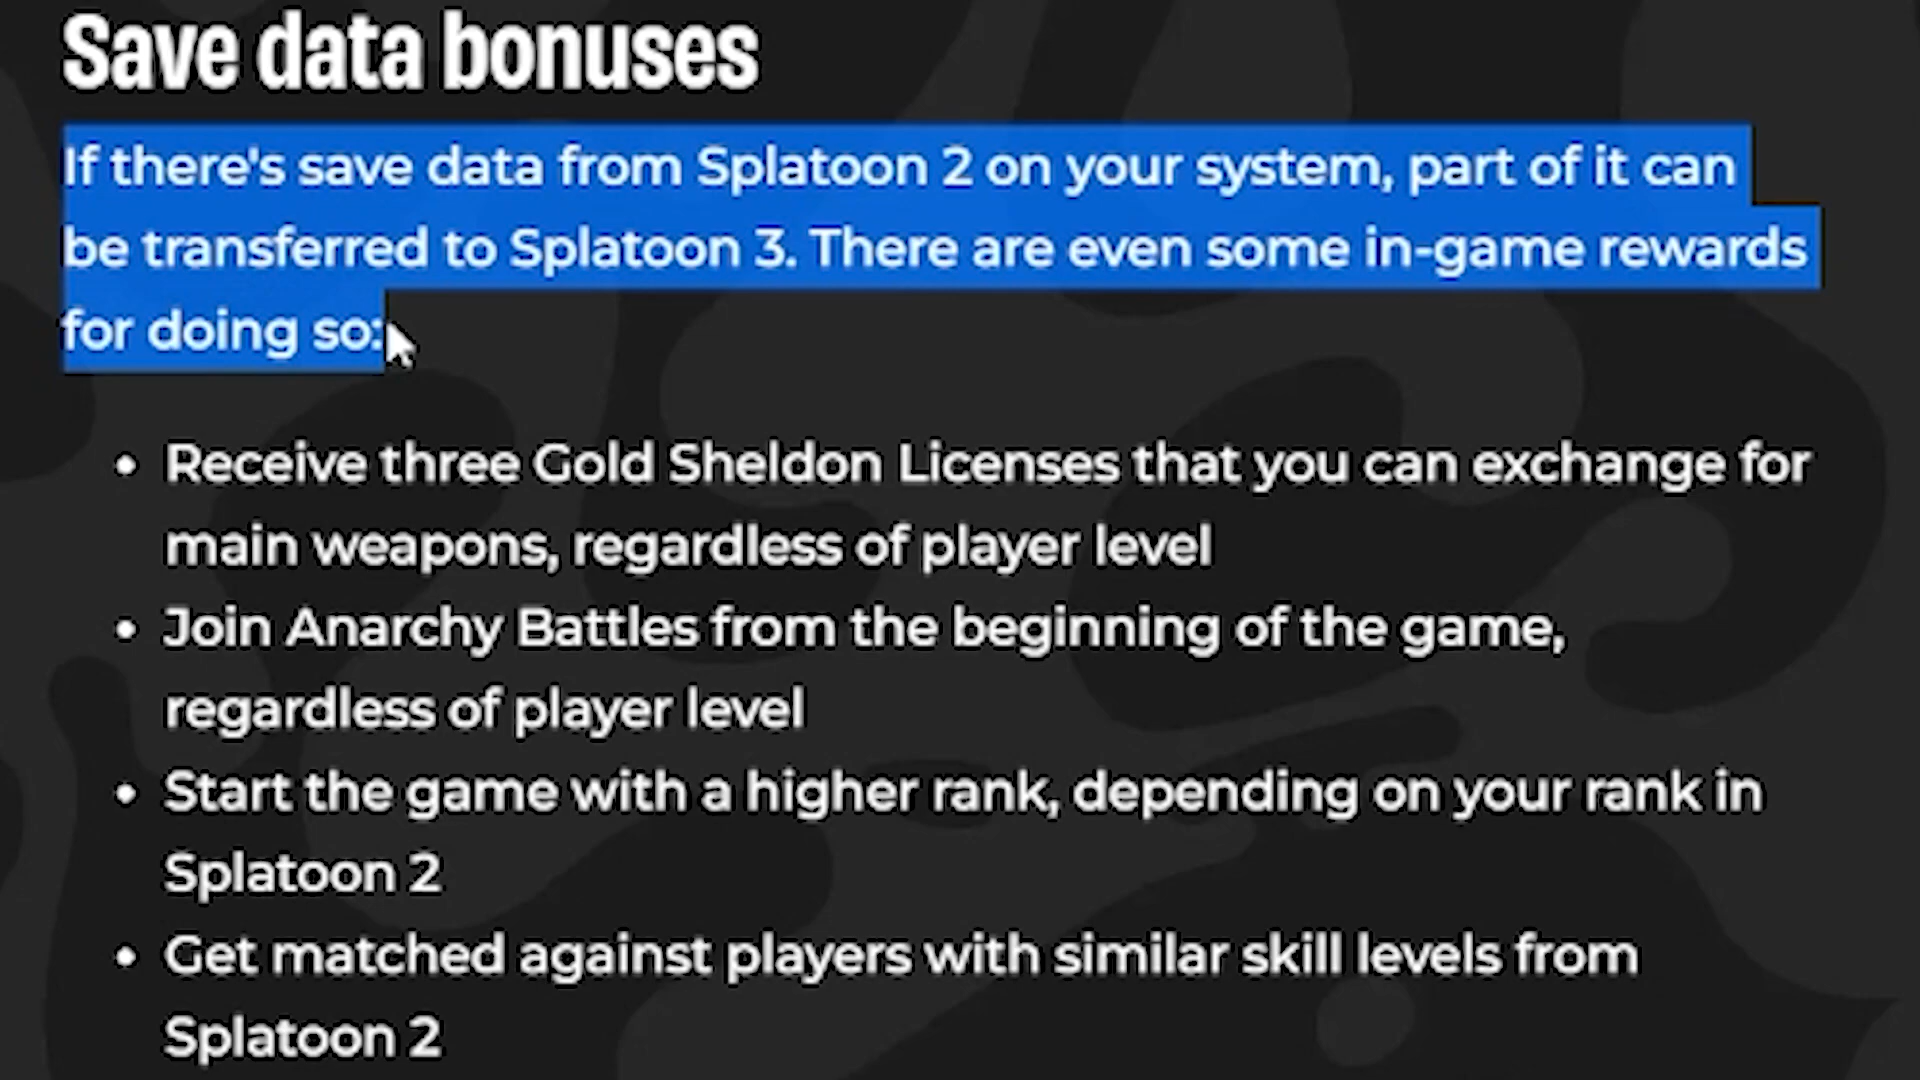 Save data bonuses
If there's save data from Splatoon 2 on your system, part of it can
be transferred to Splatoon 3. There are even some in-game rewards
for doing so:
• Receive three Gold Sheldon Licenses that you can exchange for
main weapons, regardless of player level
• Join Anarchy Battles from the beginning of the game,
regardless of player level
• Start the game with a higher rank, depending on your rank in
Splatoon 2
• Get matched against players with similar skill levels from
Splatoon 2